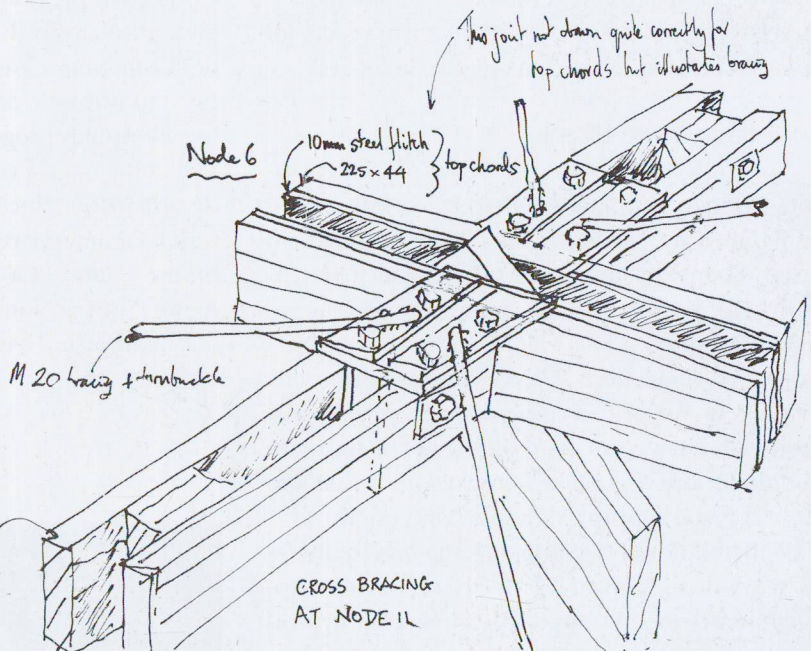 This joint not drawn quite correctly for
top chords but illustrates bracing
Node 6
10mm steel flitch
225 × 44
top chords
M 20 bracing + turnbuckle
CROSS BRACING
AT NODE 11